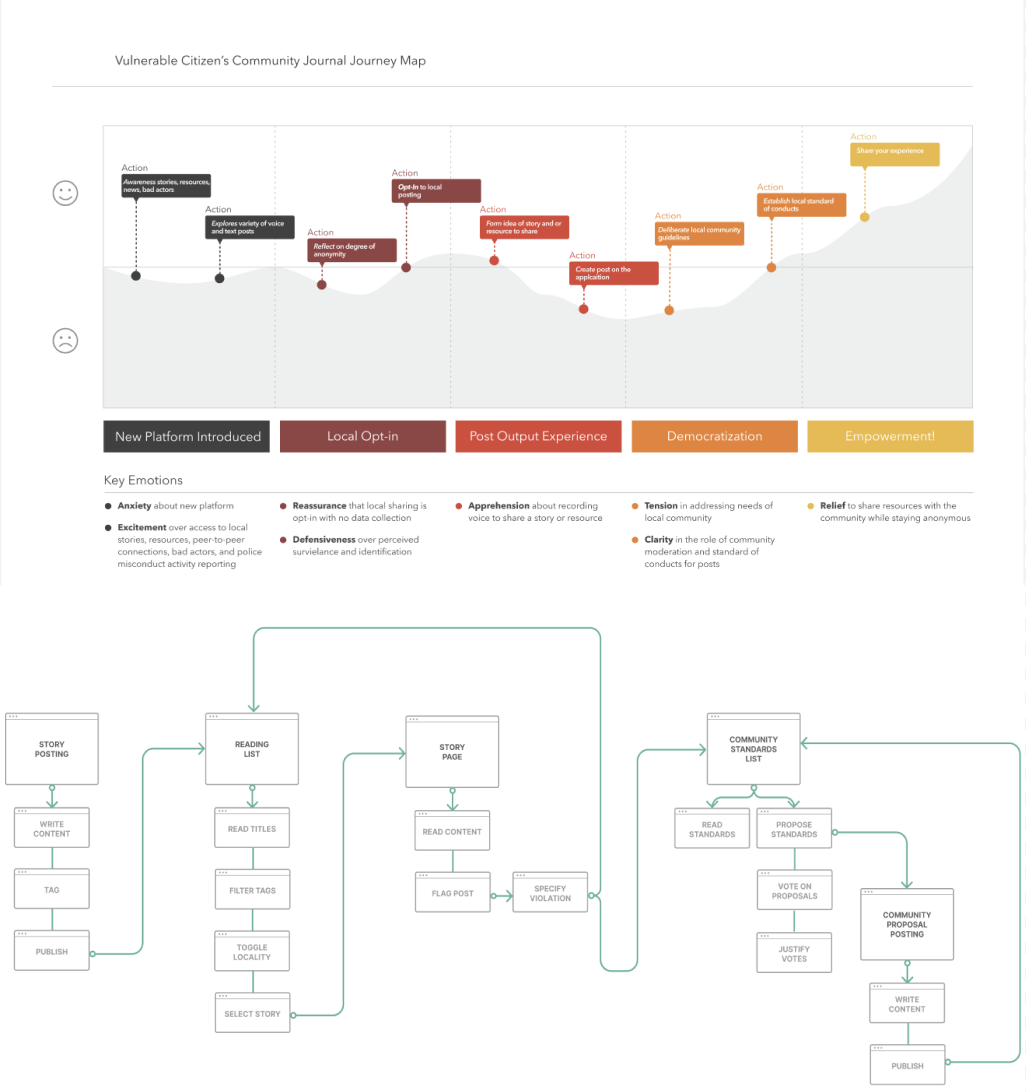 Vulnerable Citizen's Community Journal Journey Map
Action
Awareness stories, resources,
news, bad actors
Action
Explores variety of voice
and text posts
Action
Reflect on degree of
anonymity
Action
Opt-In to local
posting
Action
Form idea of story and or
resource to share
Action
Create post on the
applcaition
Action
Deliberate local community
guidelines
Action
Establish local standard
of conducts
Action
Share your experience
New Platform Introduced
Local Opt-in
Post Output Experience
Democratization
Empowerment!
Key Emotions
Anxiety about new platform
Excitement over access to local
stories, resources, peer-to-peer
connections, bad actors, and police
misconduct activity reporting
Reassurance that local sharing is
opt-in with no data collection
Defensiveness over perceived
survielance and identification
Apprehension about recording
voice to share a story or resource
Tension in addressing needs of
local community
Clarity in the role of community
moderation and standard of
conducts for posts
Relief to share resources with the
community while staying anonymous
STORY
POSTING
WRITE
CONTENT
TAG
PUBLISH
READING
LIST
READ TITLES
FILTER TAGS
TOGGLE
LOCALITY
SELECT STORY
STORY
PAGE
READ CONTENT
FLAG POST
SPECIFY
VIOLATION
COMMUNITY
STANDARDS
LIST
READ
STANDARDS
PROPOSE
STANDARDS
VOTE ON
PROPOSALS
JUSTIFY
VOTES
COMMUNITY
PROPOSAL
POSTING
WRITE
CONTENT
PUBLISH